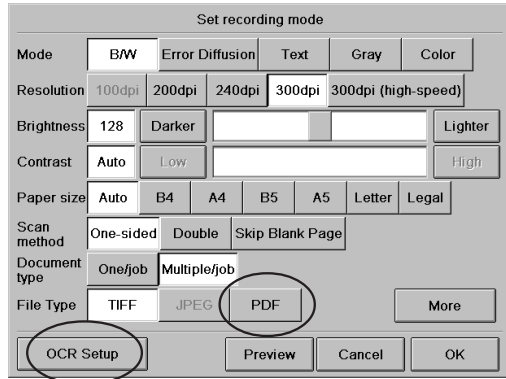 Set recording mode
Mode B/W Error Diffusion Text Gray Color
Resolution 100dpi 200dpi 240dpi 300dpi 300dpi (high-speed)
Brightness 128 Darker Lighter
Contrast Auto Low High
Paper size Auto B4 A4 B5 A5 Letter Legal
Scan
method One-sided Double Skip Blank Page
Document
type One/job Multiple/job
File Type TIFF JPEG PDF More
OCR Setup Preview Cancel OK